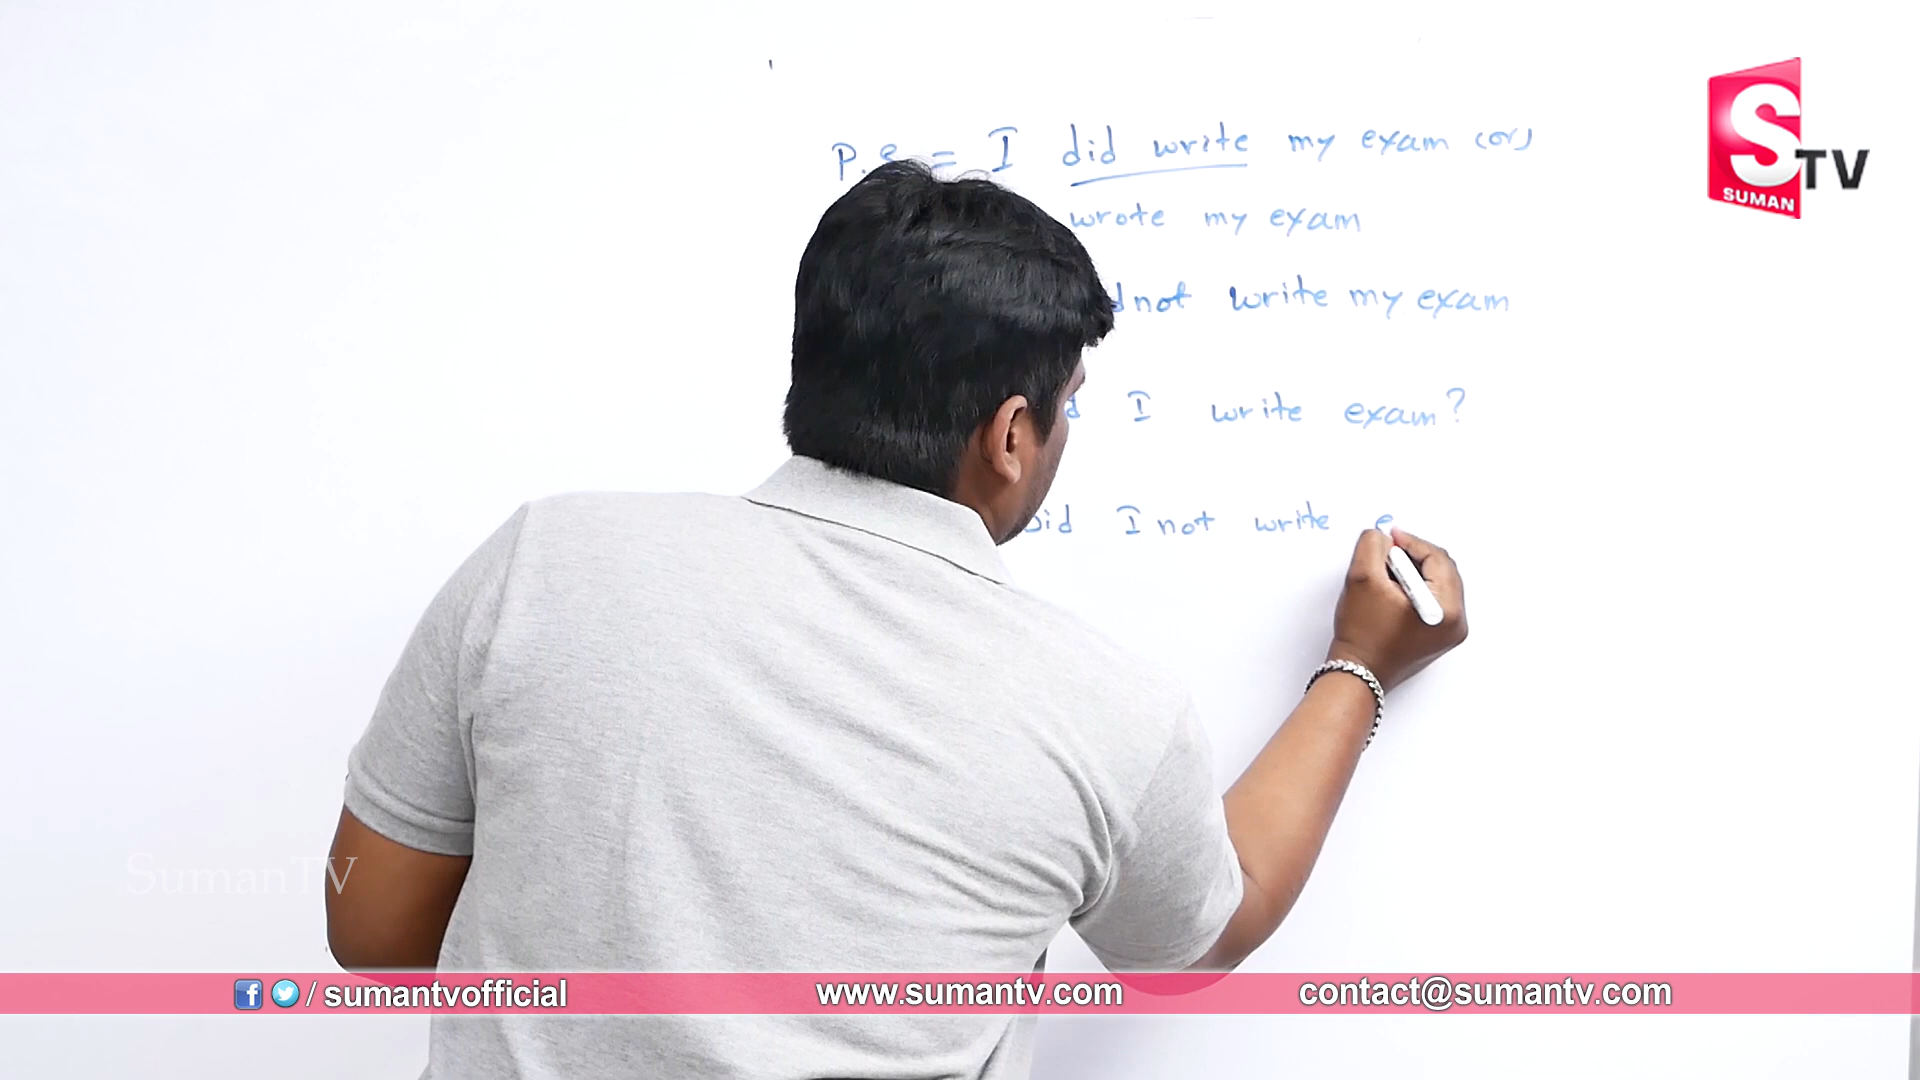 P.S = I did write my exam (or)
wrote my exam
not write my exam
I write exam?
Did I not write e
S
TV
SUMAN
SumanTV
/ sumantvofficial
www.sumantv.com
contact@sumantv.com